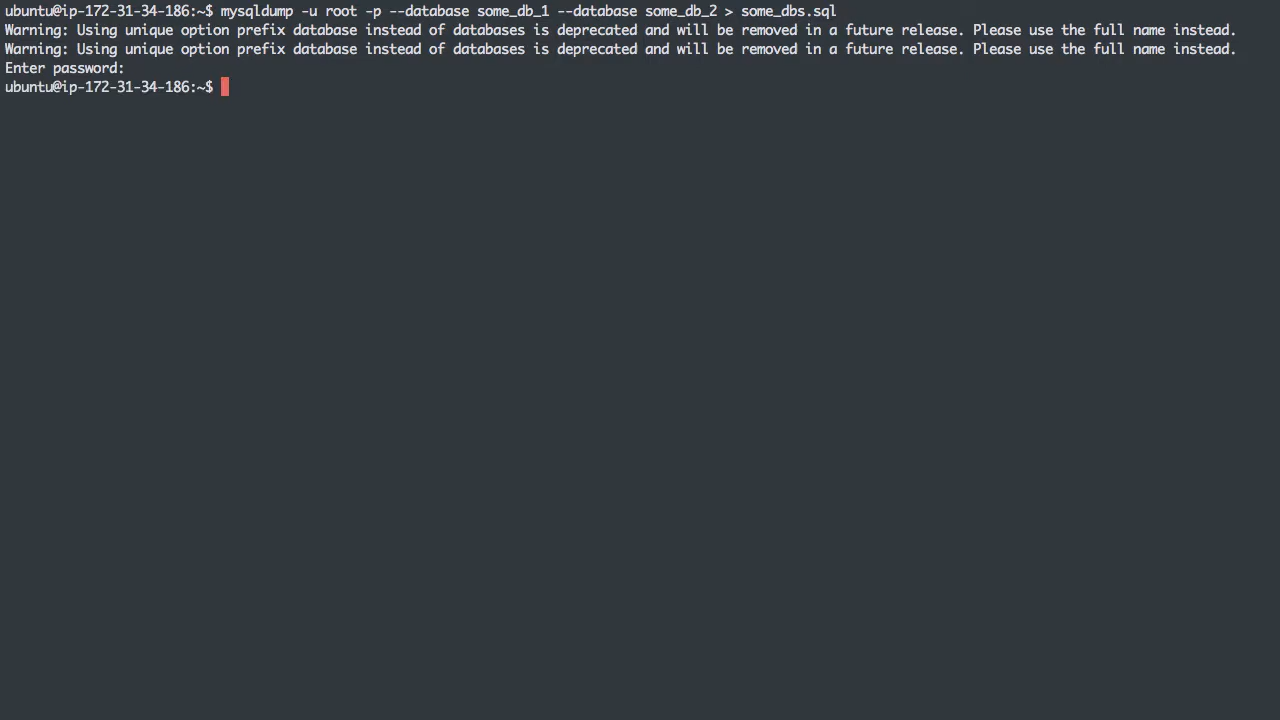 ubuntu@ip-172-31-34-186:~$ mysqldump -u root -p --database some_db_1 --database some_db_2 > some_dbs.sql
Warning: Using unique option prefix database instead of databases is deprecated and will be removed in a future release. Please use the full name instead.
Warning: Using unique option prefix database instead of databases is deprecated and will be removed in a future release. Please use the full name instead.
Enter password:
ubuntu@ip-172-31-34-186:~$